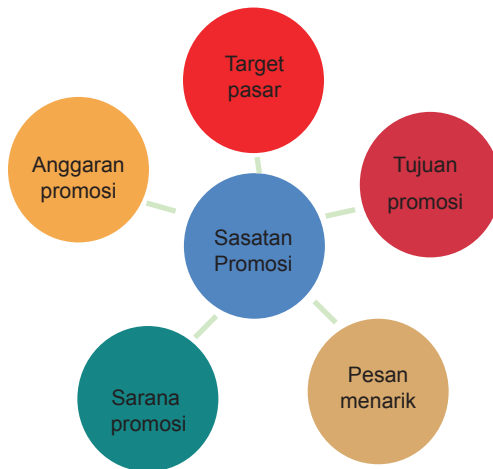 Target
pasar
Anggaran
promosi
Tujuan
promosi
Sasatan
Promosi
Pesan
menarik
Sarana
promosi